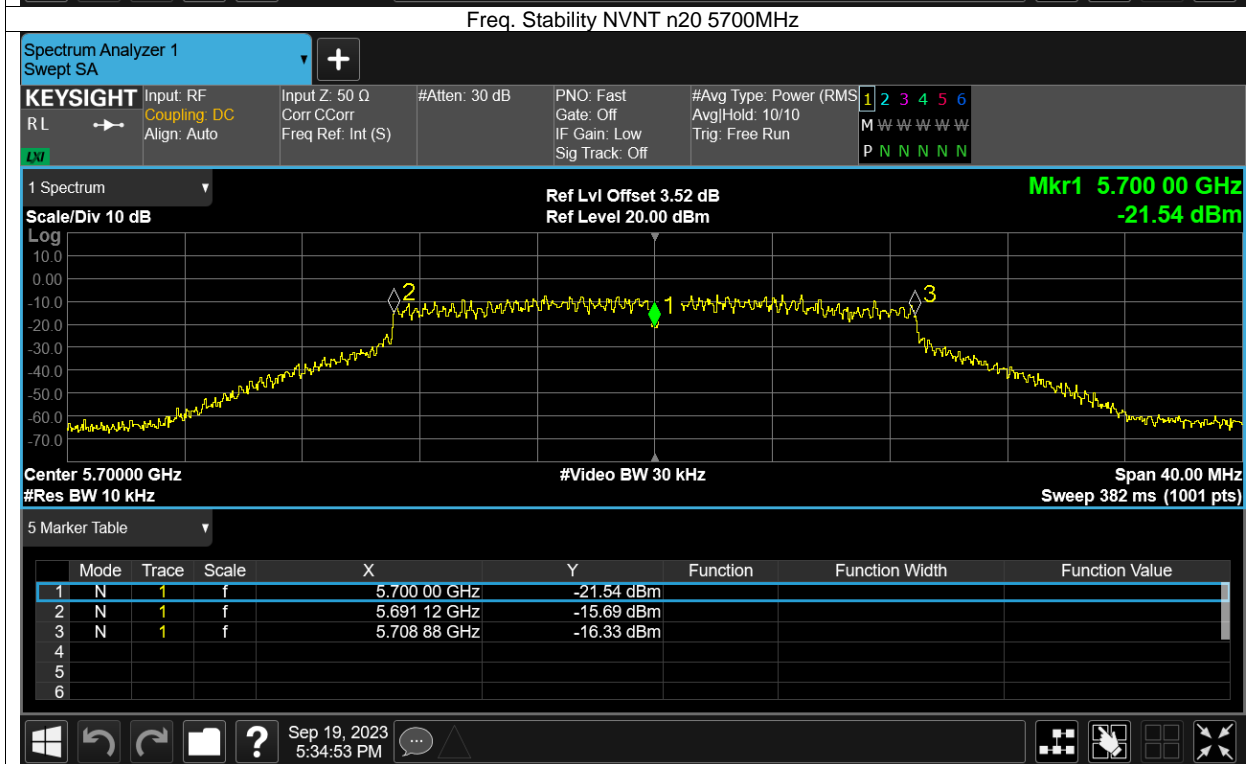 Freq. Stability NVNT n20 5700MHz
Spectrum Analyzer 1
Swept SA
+
KEYSIGHT
RL
LXI
Input: RF
Coupling: DC
Align: Auto
Input Z: 50 Ω
Corr CCorr
Freq Ref: Int (S)
#Atten: 30 dB
PNO: Fast
Gate: Off
IF Gain: Low
Sig Track: Off
#Avg Type: Power (RMS
Avg|Hold: 10/10
Trig: Free Run
1 2 3 4 5 6
M W W W W W
P N N N N N
1 Spectrum
Scale/Div 10 dB
Ref Lvl Offset 3.52 dB
Ref Level 20.00 dBm
Mkr1 5.700 00 GHz
-21.54 dBm
Log
10.0
0.00
-10.0
-20.0
-30.0
-40.0
-50.0
-60.0
-70.0
2
1
3
Center 5.70000 GHz
#Video BW 30 kHz
Span 40.00 MHz
#Res BW 10 kHz
Sweep 382 ms (1001 pts)
5 Marker Table
Mode Trace Scale X Y Function Function Width Function Value
1 N 1 f 5.700 00 GHz -21.54 dBm
2 N 1 f 5.691 12 GHz -15.69 dBm
3 N 1 f 5.708 88 GHz -16.33 dBm
4
5
6
?
Sep 19, 2023
5:34:53 PM